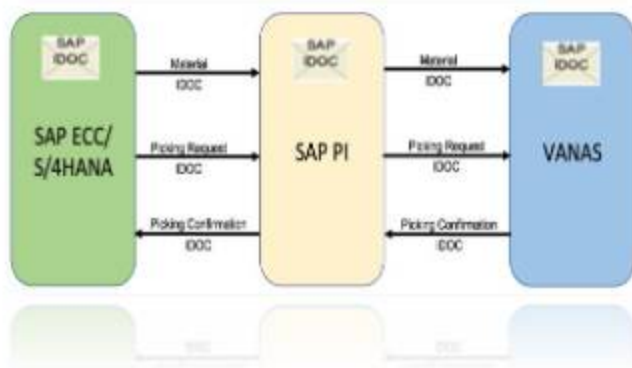 SAP
IDOC
SAP ECC/
S/4HANA
Material
IDOC
Picking Request
IDOC
Picking Confirmation
IDOC
SAP
IDOC
SAP PI
Material
IDOC
Picking Request
IDOC
Picking Confirmation
IDOC
SAP
IDOC
VANAS